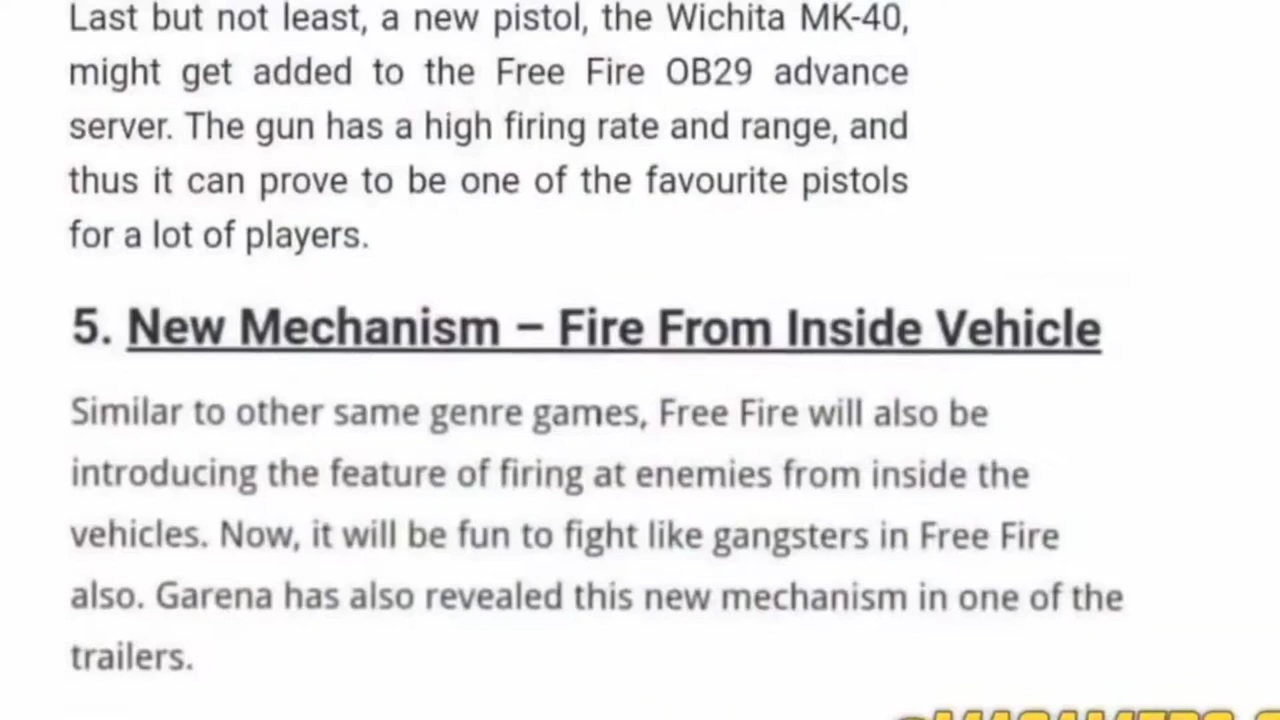 Last but not least, a new pistol, the Wichita MK-40,
might get added to the Free Fire OB29 advance
server. The gun has a high firing rate and range, and
thus it can prove to be one of the favourite pistols
for a lot of players.
5. New Mechanism – Fire From Inside Vehicle
Similar to other same genre games, Free Fire will also be
introducing the feature of firing at enemies from inside the
vehicles. Now, it will be fun to fight like gangsters in Free Fire
also. Garena has also revealed this new mechanism in one of the
trailers.